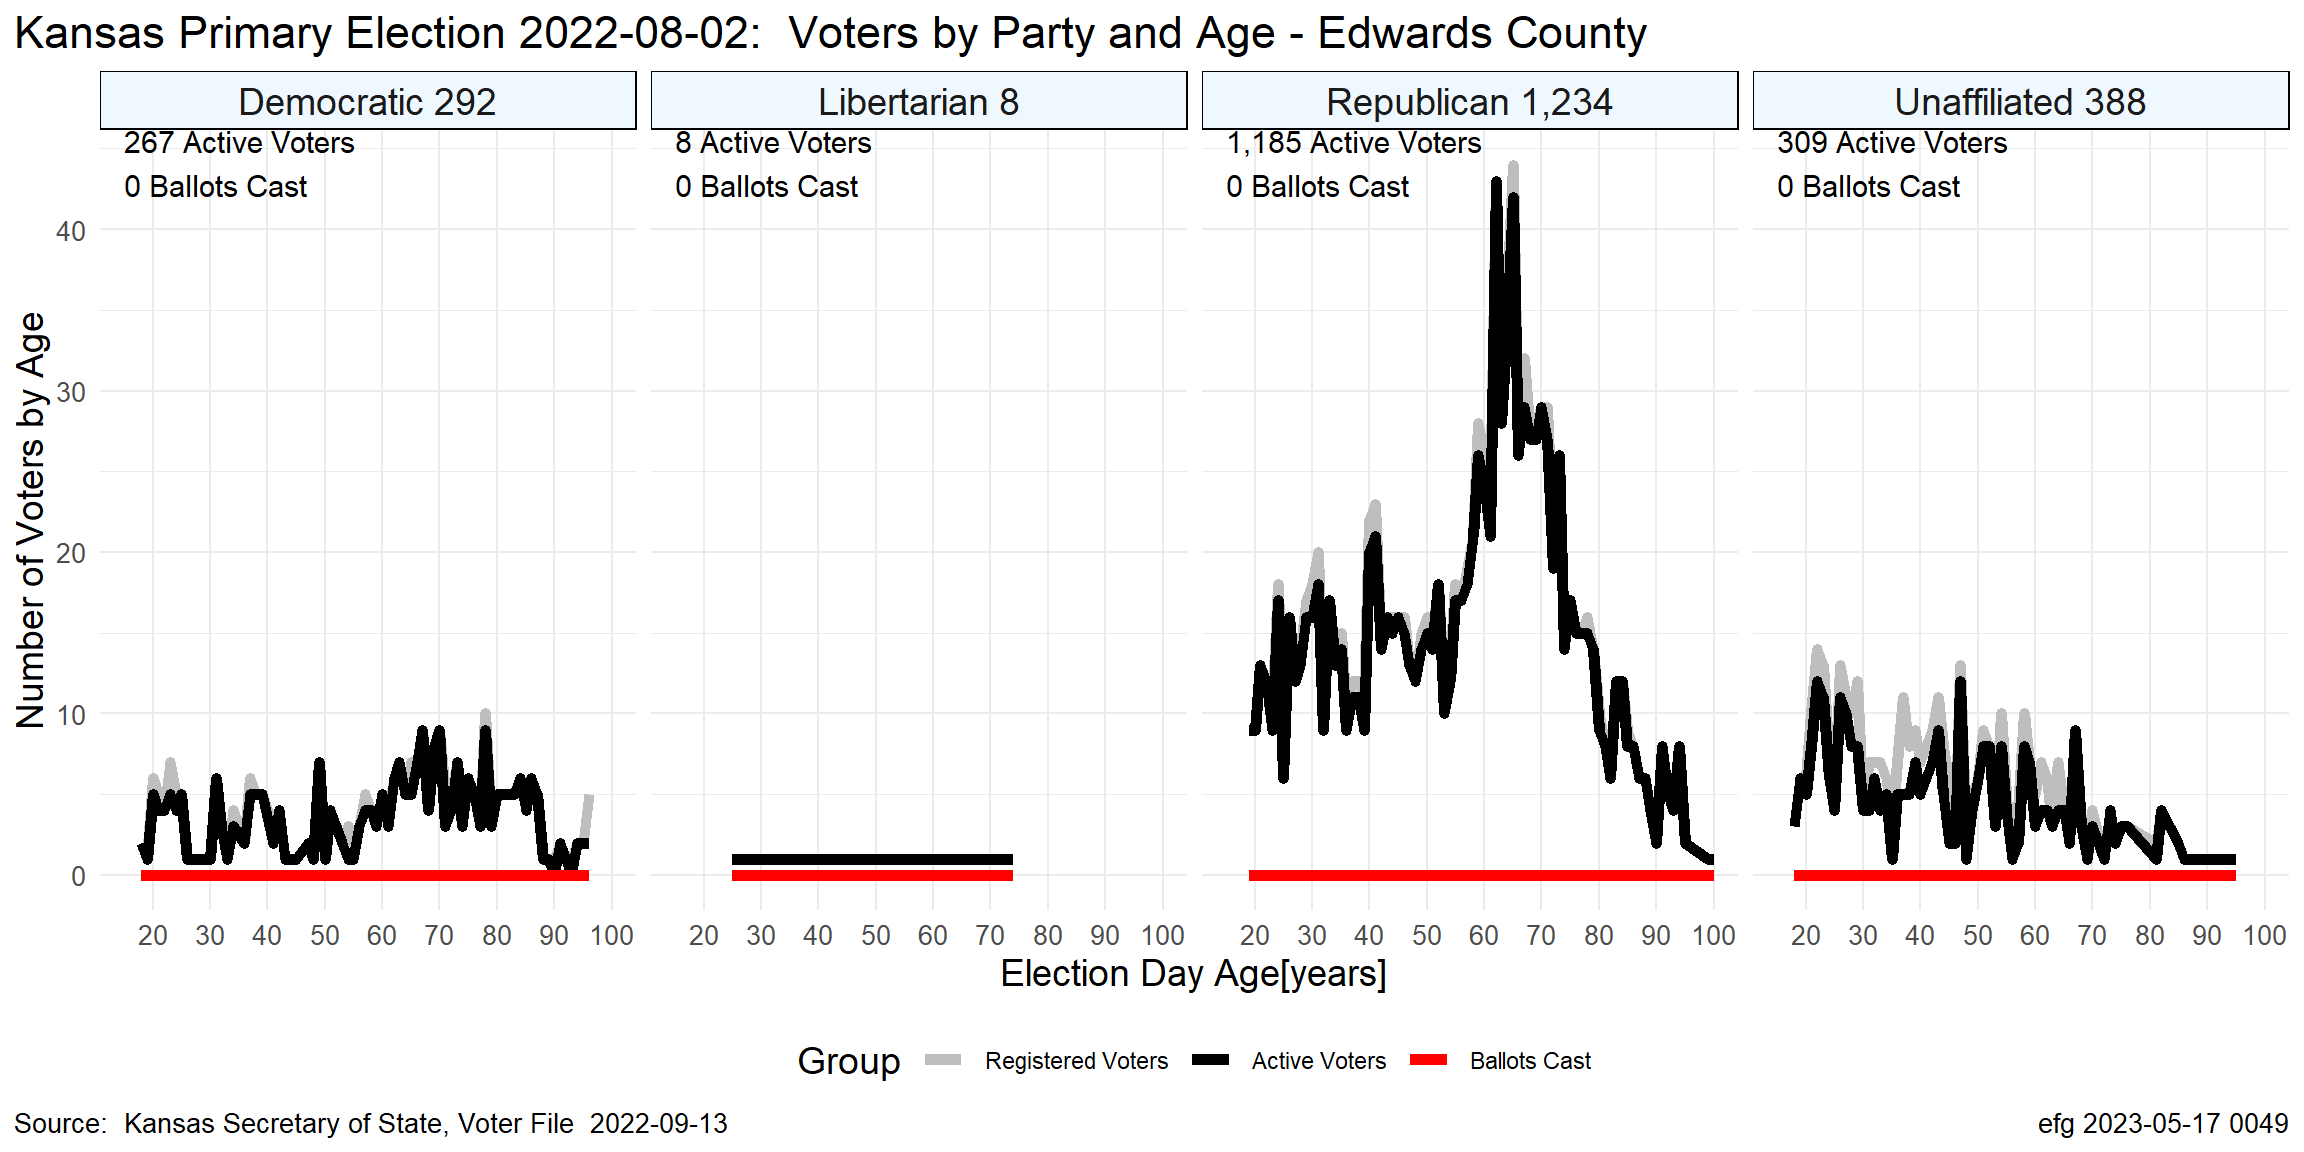 Kansas Primary Election 2022-08-02:  Voters by Party and Age - Edwards County
Democratic 292
Libertarian 8
Republican 1,234
Unaffiliated 388
267 Active Voters
0 Ballots Cast
8 Active Voters
0 Ballots Cast
1,185 Active Voters
0 Ballots Cast
309 Active Voters
0 Ballots Cast
Number of Voters by Age
40
30
20
10
0
20 30 40 50 60 70 80 90 100
20 30 40 50 60 70 80 90 100
20 30 40 50 60 70 80 90 100
20 30 40 50 60 70 80 90 100
Election Day Age[years]
Group Registered Voters Active Voters Ballots Cast
Source:  Kansas Secretary of State, Voter File  2022-09-13
efg 2023-05-17 0049